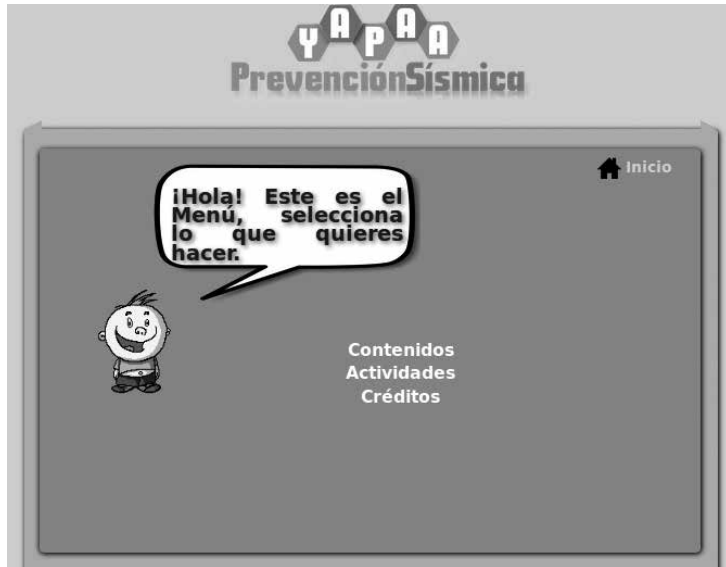 YAPAA
PrevenciónSísmica
Inicio
¡Hola! Este es el
Menú, selecciona
lo que quieres
hacer.
Contenidos
Actividades
Créditos